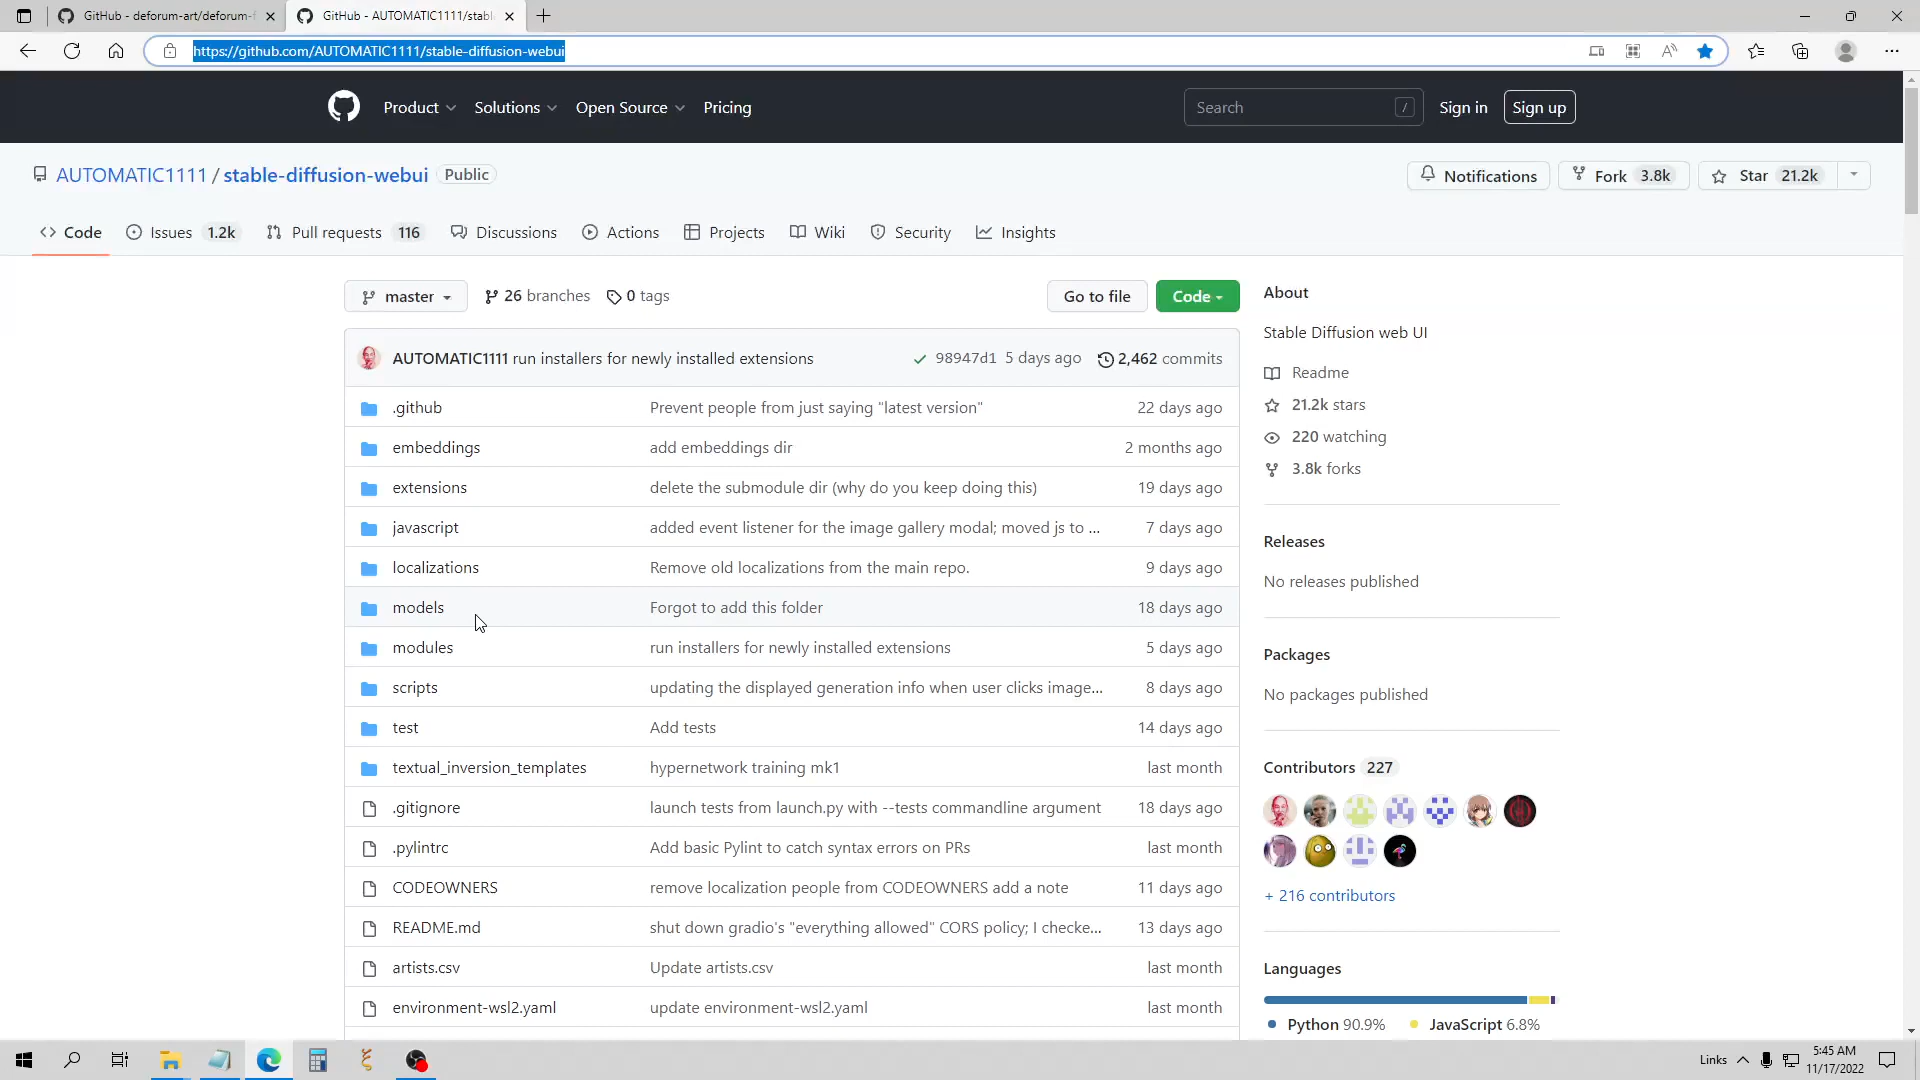 GitHub - deforum-art/deforum-f
GitHub - AUTOMATIC1111/stabl
https://github.com/AUTOMATIC1111/stable-diffusion-webui
Product Solutions Open Source Pricing Search / Sign in Sign up
AUTOMATIC1111 / stable-diffusion-webui Public
Notifications Fork 3.8k Star 21.2k
Code Issues 1.2k Pull requests 116 Discussions Actions Projects Wiki Security Insights
master 26 branches 0 tags Go to file Code
AUTOMATIC1111 run installers for newly installed extensions 98947d1 5 days ago 2,462 commits
.github Prevent people from just saying "latest version" 22 days ago
embeddings add embeddings dir 2 months ago
extensions delete the submodule dir (why do you keep doing this) 19 days ago
javascript added event listener for the image gallery modal; moved js to ... 7 days ago
localizations Remove old localizations from the main repo. 9 days ago
models Forgot to add this folder 18 days ago
modules run installers for newly installed extensions 5 days ago
scripts updating the displayed generation info when user clicks image... 8 days ago
test Add tests 14 days ago
textual_inversion_templates hypernetwork training mk1 last month
.gitignore launch tests from launch.py with --tests commandline argument 18 days ago
.pylintrc Add basic Pylint to catch syntax errors on PRs last month
CODEOWNERS remove localization people from CODEOWNERS add a note 11 days ago
README.md shut down gradio's "everything allowed" CORS policy; I checke... 13 days ago
artists.csv Update artists.csv last month
environment-wsl2.yaml update environment-wsl2.yaml last month
About
Stable Diffusion web UI
Readme
21.2k stars
220 watching
3.8k forks
Releases
No releases published
Packages
No packages published
Contributors 227
+ 216 contributors
Languages
Python 90.9% JavaScript 6.8%
Links
5:45 AM
11/17/2022